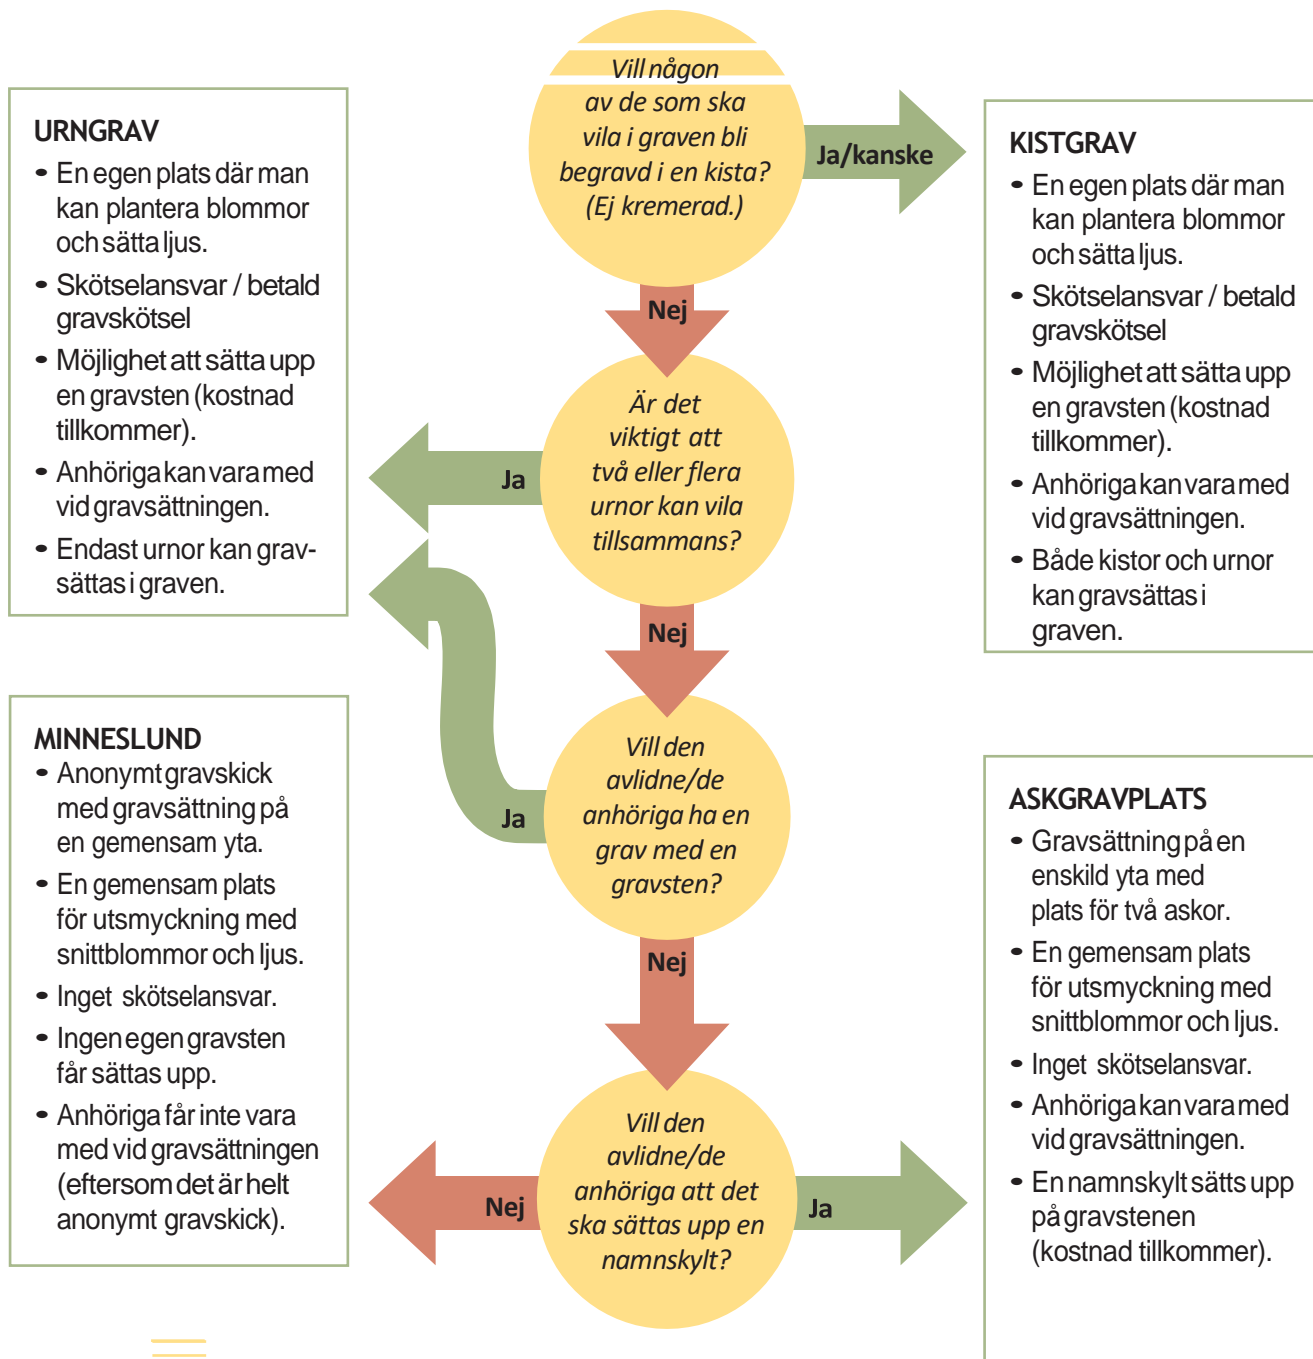 Vill någon
av de som ska
vila i graven bli
begravd i en kista?
(Ej kremerad.)
Ja/kanske
Nej
URNGRAV
• En egen plats där man
kan plantera blommor
och sätta ljus.
• Skötselansvar / betald
gravskötsel
• Möjlighet att sätta upp
en gravsten (kostnad
tillkommer).
• Anhöriga kan vara med
vid gravsättningen.
• Endast urnor kan grav-
sättas i graven.
KISTGRAV
• En egen plats där man
kan plantera blommor
och sätta ljus.
• Skötselansvar / betald
gravskötsel
• Möjlighet att sätta upp
en gravsten (kostnad
tillkommer).
• Anhöriga kan vara med
vid gravsättningen.
• Både kistor och urnor
kan gravsättas i
graven.
Är det
viktigt att
två eller flera
urnor kan vila
tillsammans?
Ja
Nej
Vill den
avlidne/de
anhöriga ha en
grav med en
gravsten?
Ja
Nej
MINNESLUND
• Anonymt gravskick
med gravsättning på
en gemensam yta.
• En gemensam plats
för utsmyckning med
snittblommor och ljus.
• Inget skötselansvar.
• Ingen egen gravsten
får sättas upp.
• Anhöriga får inte vara
med vid gravsättningen
(eftersom det är helt
anonymt gravskick).
ASKGRAVPLATS
• Gravsättning på en
enskild yta med
plats för två askor.
• En gemensam plats
för utsmyckning med
snittblommor och ljus.
• Inget skötselansvar.
• Anhöriga kan vara med
vid gravsättningen.
• En namnskylt sätts upp
på gravstenen
(kostnad tillkommer).
Vill den
avlidne/de
anhöriga att det
ska sättas upp en
namnskylt?
Nej
Ja